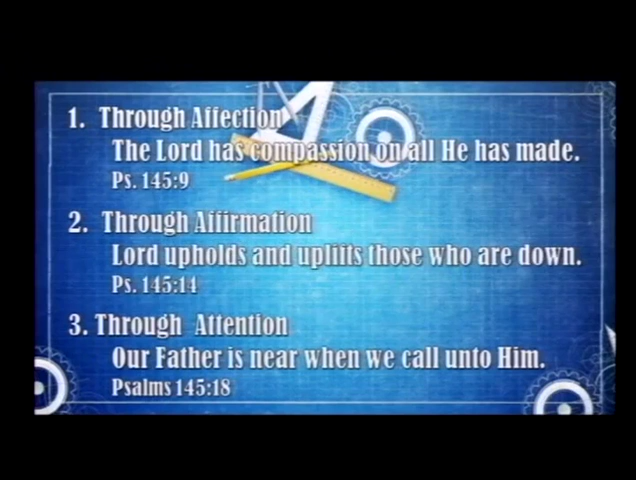 1. Through Affection
The Lord has compassion on all He has made.
Ps. 145:9
2. Through Affirmation
Lord upholds and uplifts those who are down.
Ps. 145:14
3. Through Attention
Our Father is near when we call unto Him.
Psalms 145:18